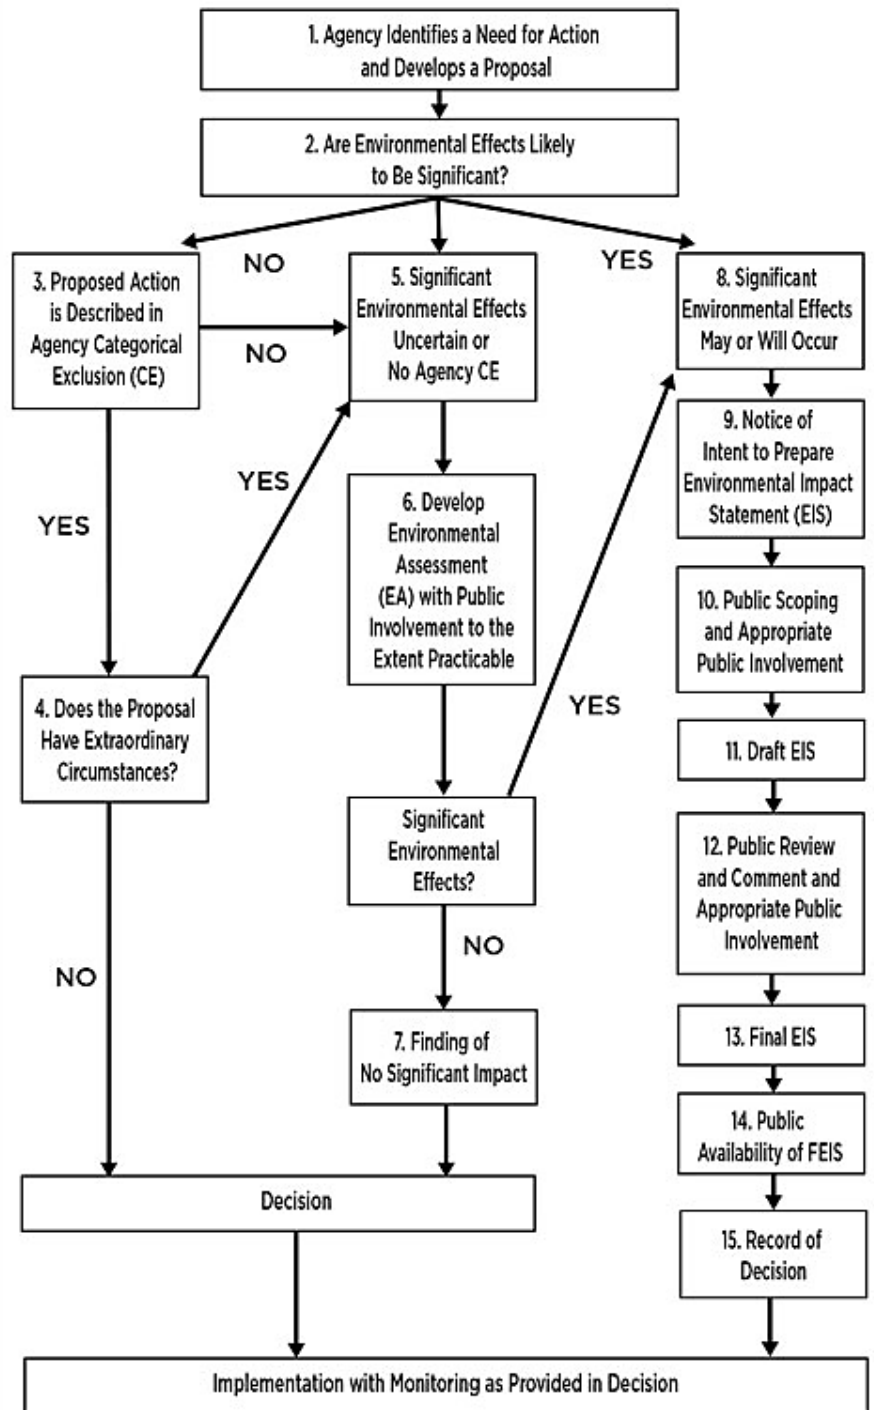 1. Agency Identifies a Need for Action
and Develops a Proposal
2. Are Environmental Effects Likely
to Be Significant?
NO
YES
3. Proposed Action
is Described in
Agency Categorical
Exclusion (CE)
NO
5. Significant
Environmental Effects
Uncertain or
No Agency CE
8. Significant
Environmental Effects
May or Will Occur
YES
YES
4. Does the Proposal
Have Extraordinary
Circumstances?
NO
6. Develop
Environmental
Assessment
(EA) with Public
Involvement to the
Extent Practicable
YES
Significant
Environmental
Effects?
NO
7. Finding of
No Significant Impact
9. Notice of
Intent to Prepare
Environmental Impact
Statement (EIS)
10. Public Scoping
and Appropriate
Public Involvement
11. Draft EIS
12. Public Review
and Comment and
Appropriate Public
Involvement
13. Final EIS
14. Public
Availability of FEIS
15. Record of
Decision
Decision
Implementation with Monitoring as Provided in Decision